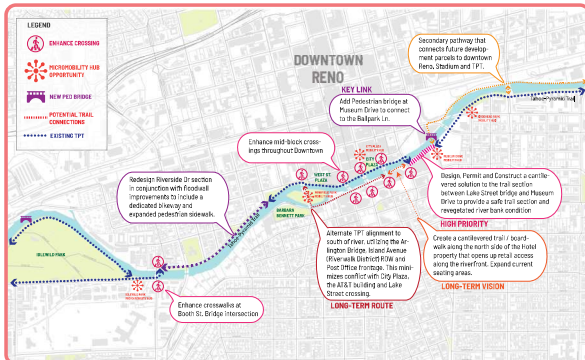 LEGEND
ENHANCE CROSSING
MICROMOBILITY HUB
OPPORTUNITY
NEW PED BRIDGE
POTENTIAL TRAIL
CONNECTIONS
EXISTING TPT
DOWNTOWN
RENO
Secondary pathway that
connects future develop-
ment parcels to downtown
Reno, Stadium and TPT.
KEY LINK
Add Pedestrian bridge at
Museum Drive to connect
to the Ballpark Ln.
Enhance mid-block cross-
ings throughout Downtown
Redesign Riverside Dr section
in conjunction with floodwall
improvements to include a
dedicated bikeway and
expanded pedestrian sidewalk.
WEST ST.
PLAZA
CITY
PLAZA
BARBARA
BENNETT PARK
IDLEWILD PARK
Design, Permit and Construct a cantile-
vered solution to the trail section
between Lake Street bridge and Museum
Drive to provide a safe trail section and
revegetated river bank condition
HIGH PRIORITY
Alternate TPT alignment to
south of river, utilizing the Ar-
lington Bridge, Island Avenue
(Riverwalk District) ROW and
Post Office frontage. This mini-
mizes conflict with City Plaza,
the AT&T building and Lake
Street crossing.
LONG-TERM ROUTE
Create a cantilevered trail / board-
walk along the north side of the Hotel
property that opens up retail access
along the riverfront. Expand current
seating areas.
LONG-TERM VISION
Enhance crosswalks at
Booth St. Bridge intersection